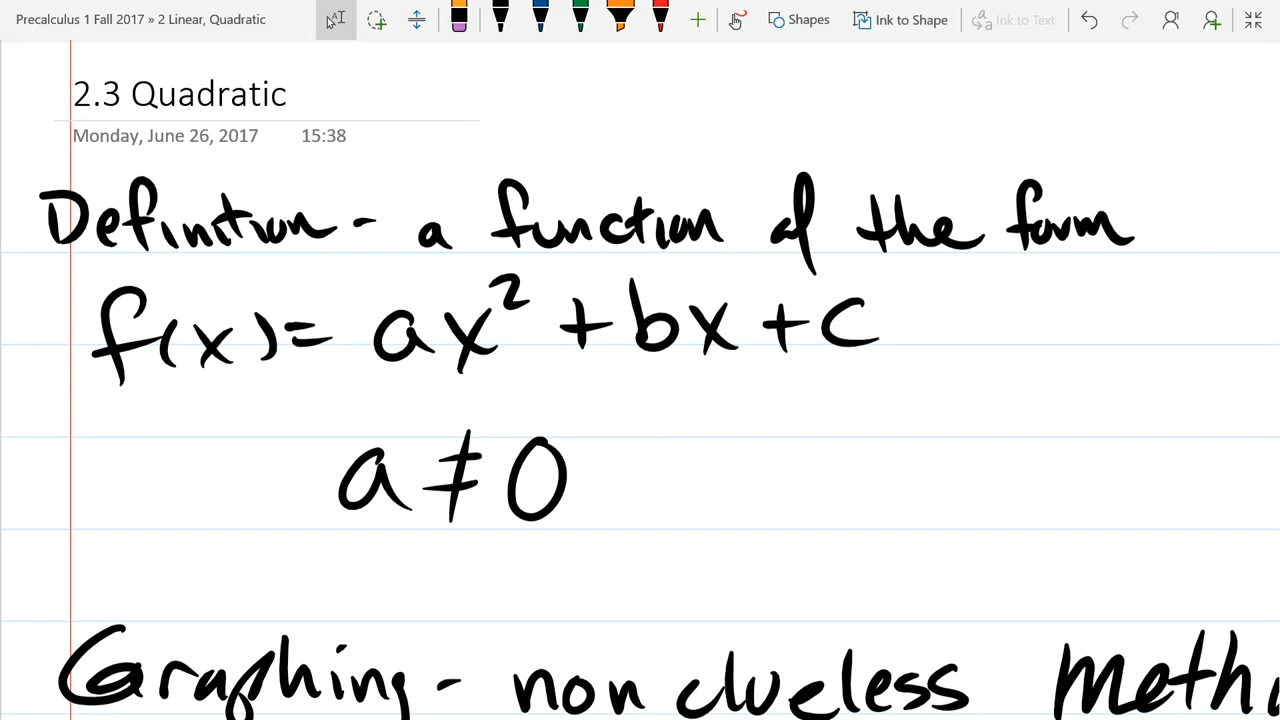 Precalculus 1 Fall 2017 » 2 Linear, Quadratic Shapes Ink to Shape Ink to Text
2.3 Quadratic
Monday, June 26, 2017 15:38
Definition - a function of the form
f(x) = ax² + bx + c
a ≠ 0
Graphing - non clueless